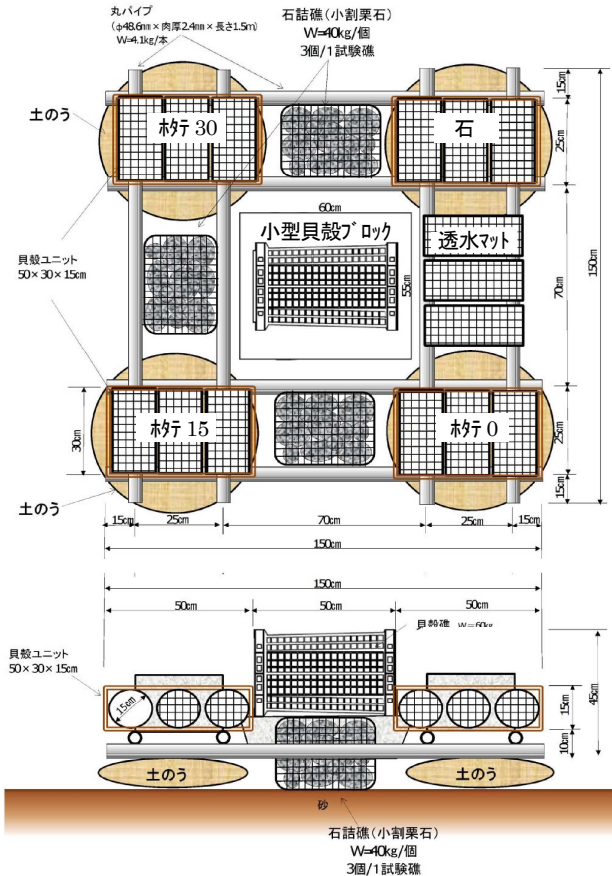 丸パイプ
(φ48.6mm×肉厚2.4mm×長さ1.5m)
W=4.1kg/本
石詰礁(小割栗石)
W=40kg/個
3個/1試験礁
土のう
ホタテ 30
石
15cm
25cm
60cm
小型貝殻ブロック
55cm
透水マット
貝殻ユニット
50×30×15cm
70cm
150cm
ホタテ 15
ホタテ 0
30cm
25cm
15cm
土のう
15cm
25cm
70cm
25cm
15cm
150cm
150cm
50cm
50cm
50cm
貝殻礁 W=60kg
貝殻ユニット
50×30×15cm
15cm
15cm
45cm
10cm
土のう
土のう
砂
石詰礁(小割栗石)
W=40kg/個
3個/1試験礁